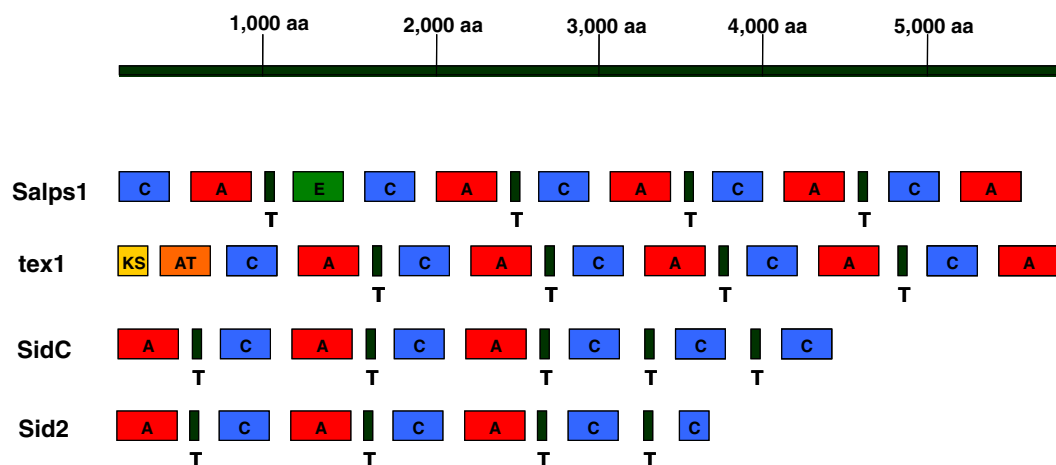 1,000 aa 2,000 aa 3,000 aa 4,000 aa 5,000 aa
Salps1 C A E C A C A C A C A
T T T T
tex1 KS AT C A C A C A C A C A
T T T T
SidC A C A C A C C C
T T T T T
Sid2 A C A C A C C
T T T T